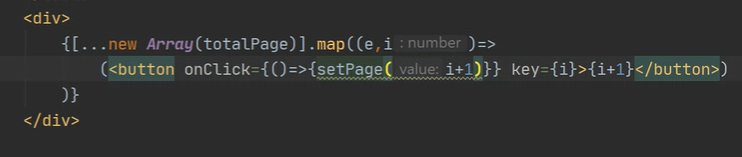 <div>
{[...new Array(totalPage)].map((e,i : number )=>
(<button onClick={()=>{setPage( value: i+1)}} key={i}>{i+1}</button>)
)}
</div>